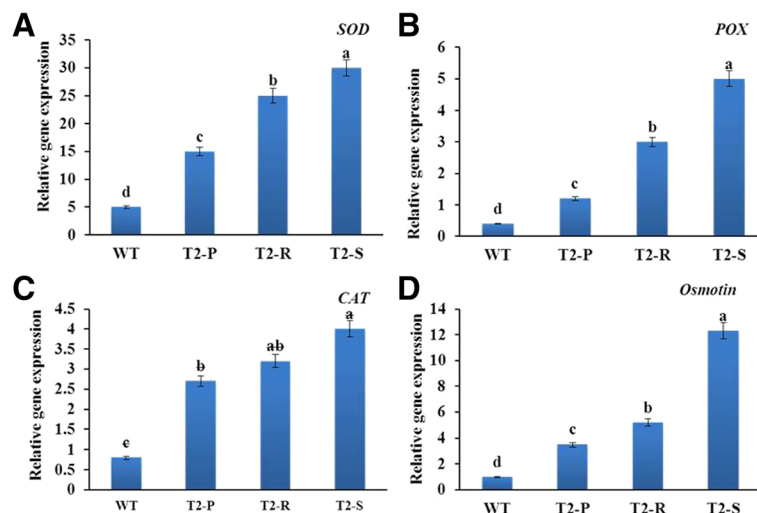 A
SOD
Relative gene expression
35
30
25
20
15
10
5
0
d
c
b
a
WT T2-P T2-R T2-S
B
POX
Relative gene expression
6
5
4
3
2
1
0
d
c
b
a
WT T2-P T2-R T2-S
C
CAT
Relative gene expression
4.5
4
3.5
3
2.5
2
1.5
1
0.5
0
c
b
ab
a
WT T2-P T2-R T2-S
D
Osmotin
Relative gene expression
14
12
10
8
6
4
2
0
d
c
b
a
WT T2-P T2-R T2-S